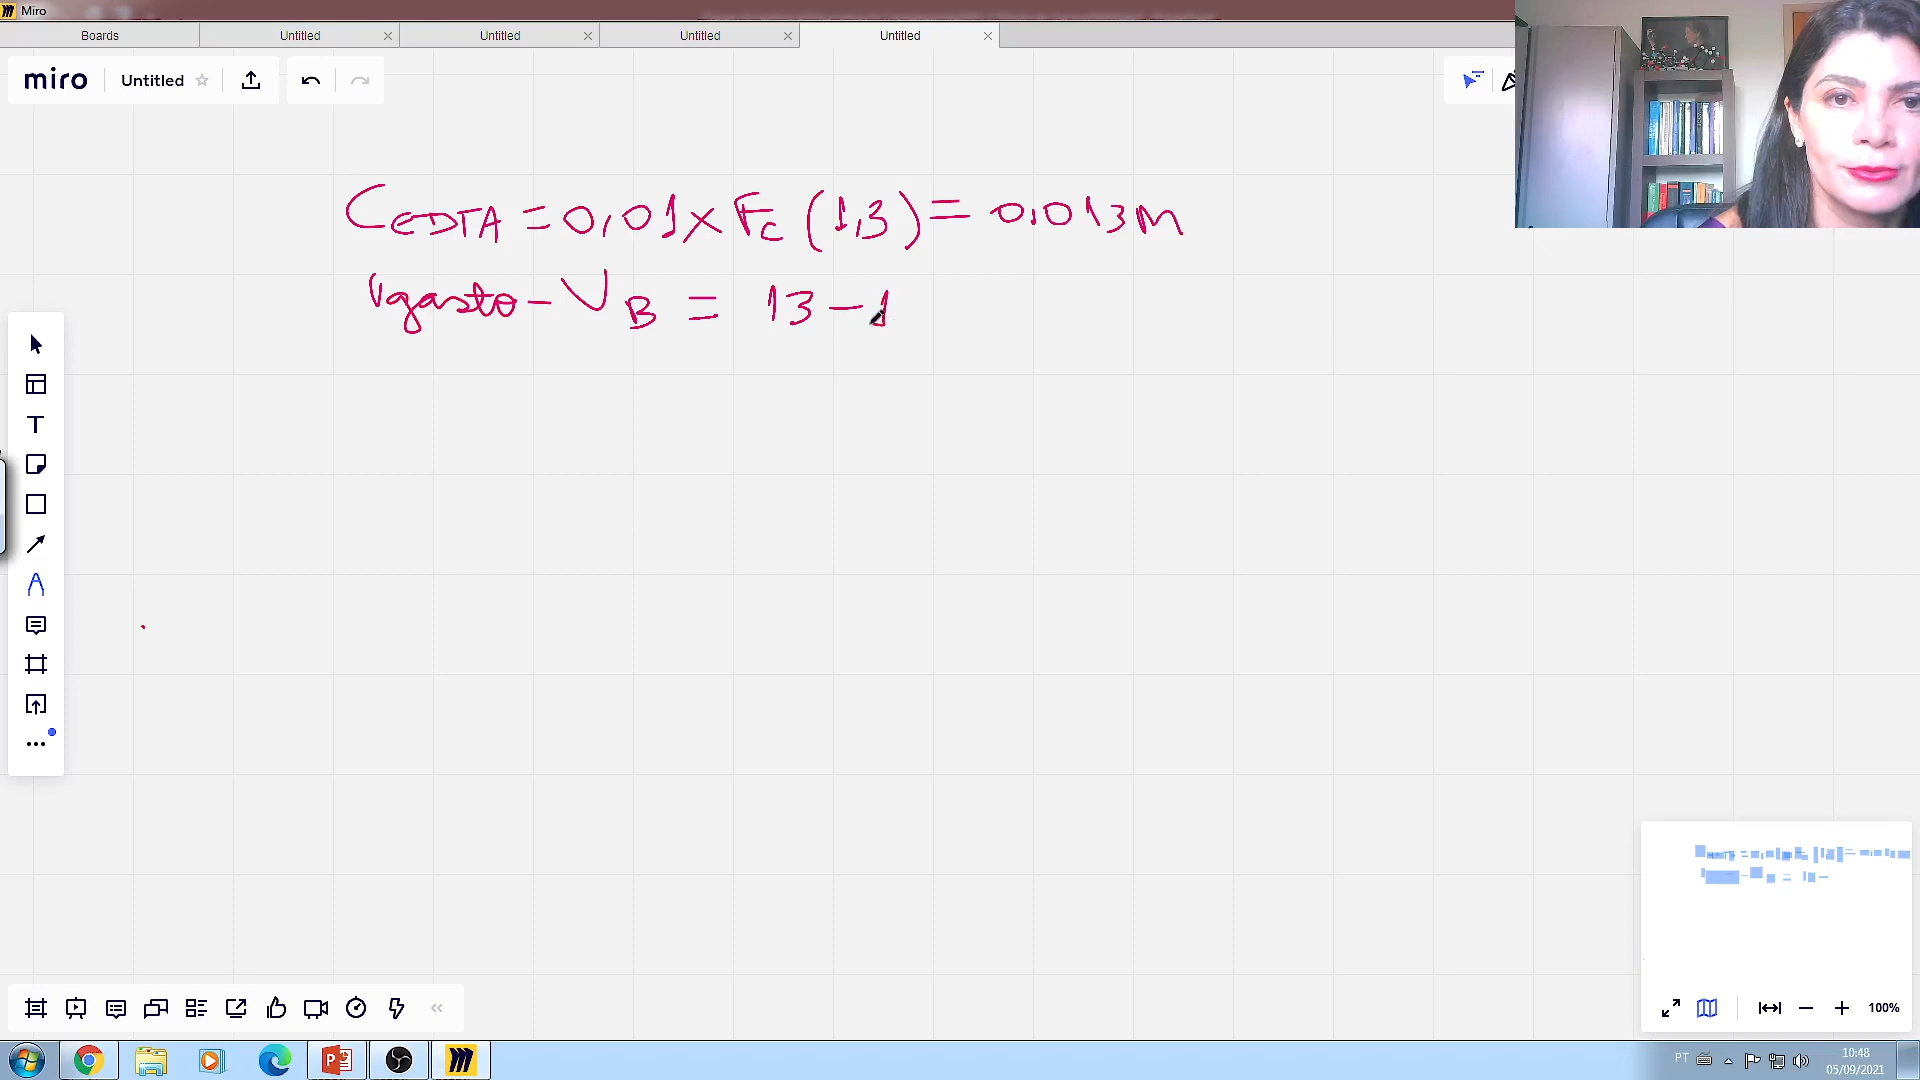 Miro
Boards
Untitled
Untitled
Untitled
Untitled
miro
Untitled
CEDTA = 0,01 x Fc (1,3) = 0,013M
Vgasto - VB = 13 - 1
T
100%
PT
10:48
05/09/2021